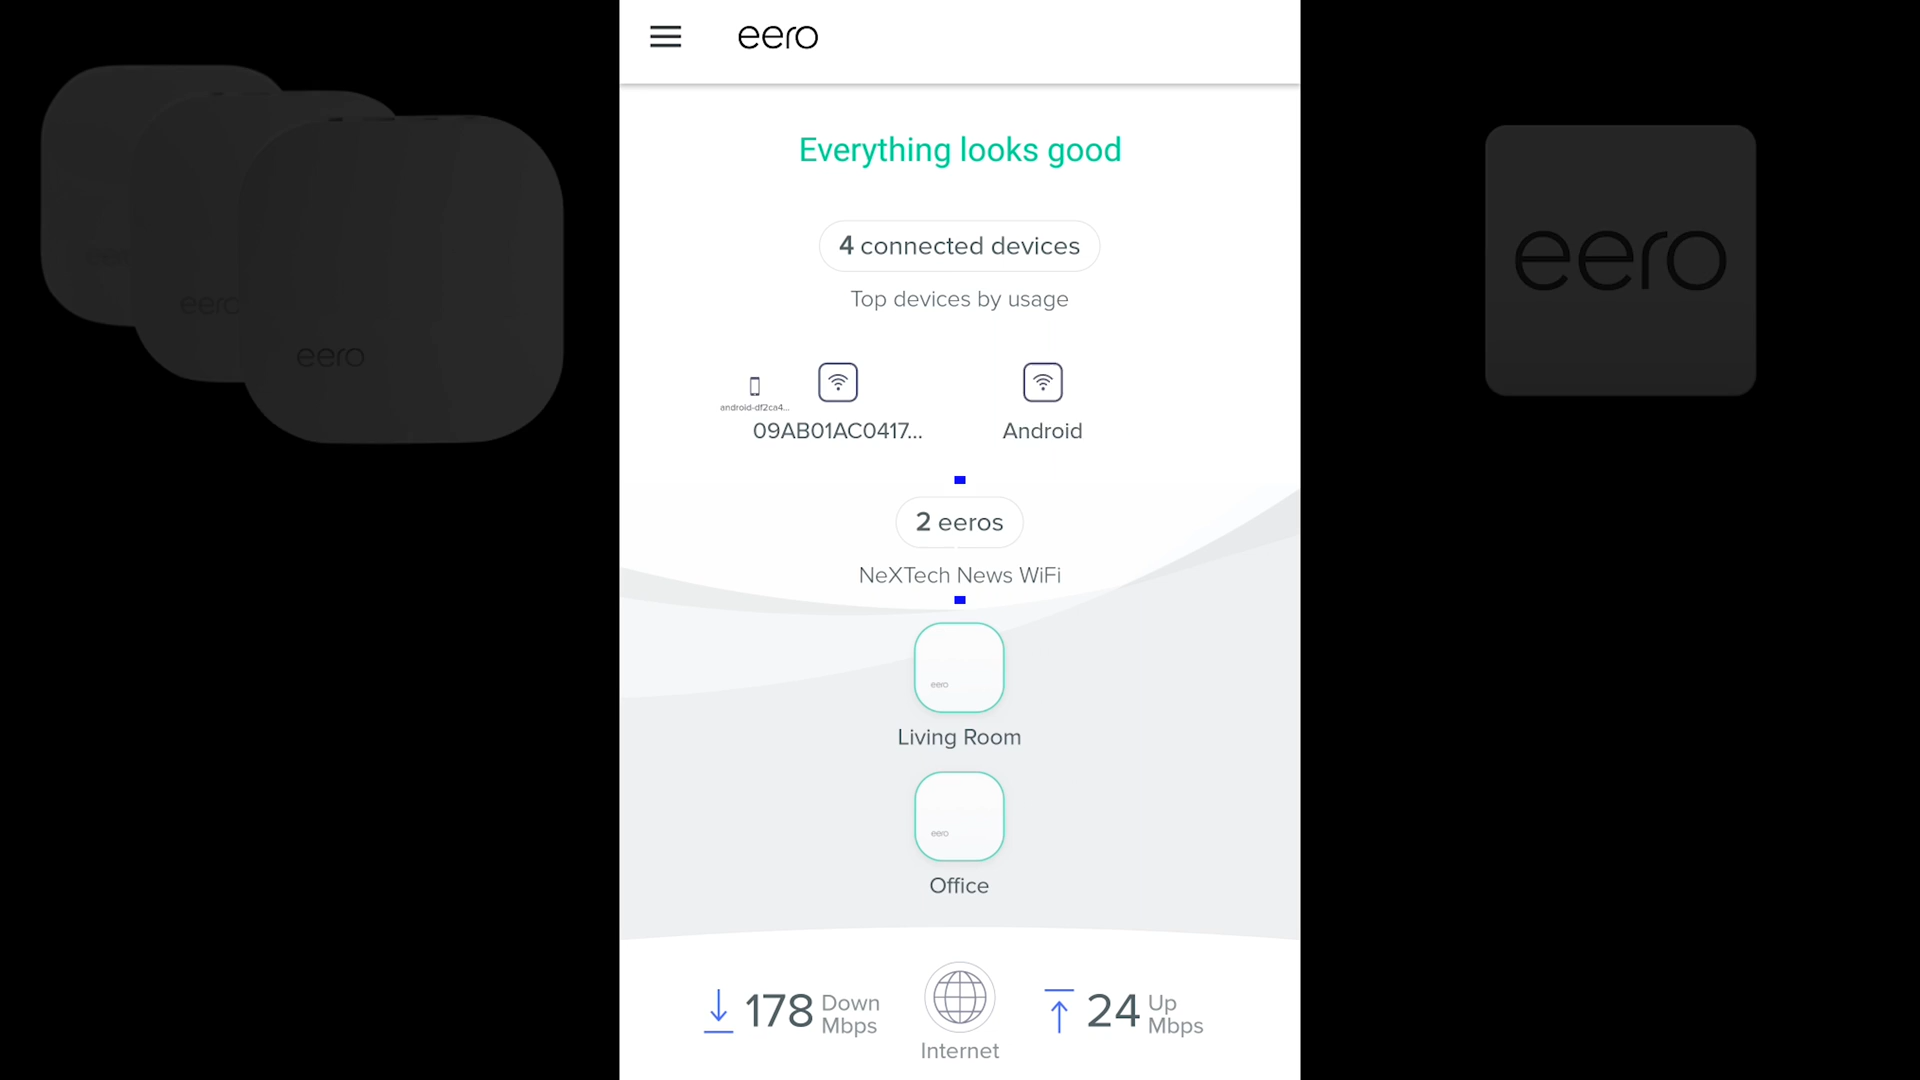 eero
Everything looks good
4 connected devices
Top devices by usage
android-df2ca4...
09AB01AC0417...
Android
2 eeros
NeXTech News WiFi
eero
Living Room
eero
Office
178 Down Mbps
Internet
24 Up Mbps
eero
eero
eero
eero